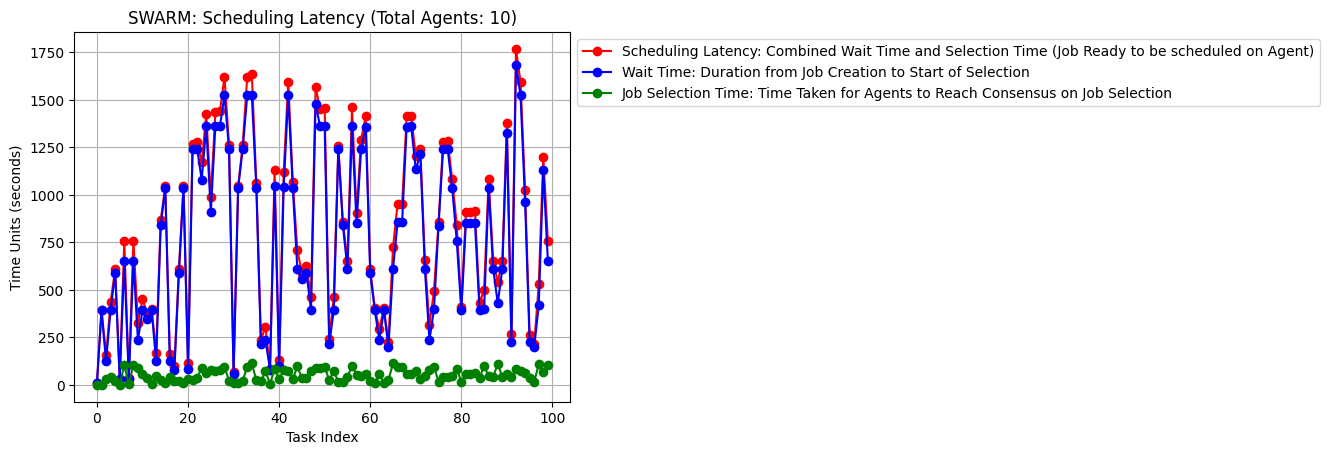 SWARM: Scheduling Latency (Total Agents: 10)
Scheduling Latency: Combined Wait Time and Selection Time (Job Ready to be scheduled on Agent)
Wait Time: Duration from Job Creation to Start of Selection
Job Selection Time: Time Taken for Agents to Reach Consensus on Job Selection
Time Units (seconds)
1750
1500
1250
1000
750
500
250
0
0 20 40 60 80 100
Task Index